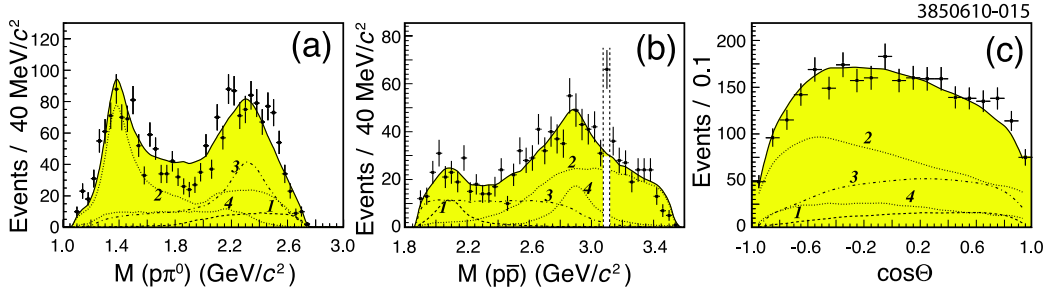 3850610-015
(a)
Events / 40 MeV/c²
120
100
80
60
40
20
0
1.0 1.4 1.8 2.2 2.6 3.0
M (pπ⁰) (GeV/c²)
2 3 4 1
(b)
Events / 40 MeV/c²
80
60
40
20
0
1.8 2.2 2.6 3.0 3.4
M (pp̅) (GeV/c²)
1 2 3 4
(c)
Events / 0.1
200
150
100
50
0
-1.0 -0.6 -0.2 0.2 0.6 1.0
cosΘ
2 3 4 1